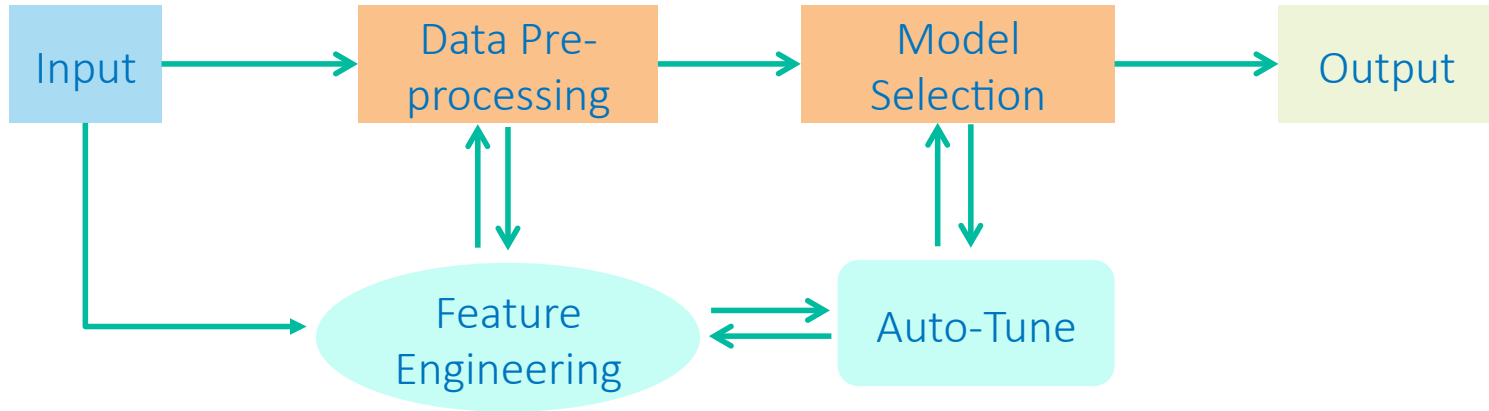 Input
Data Pre-
processing
Model
Selection
Output
Feature
Engineering
Auto-Tune